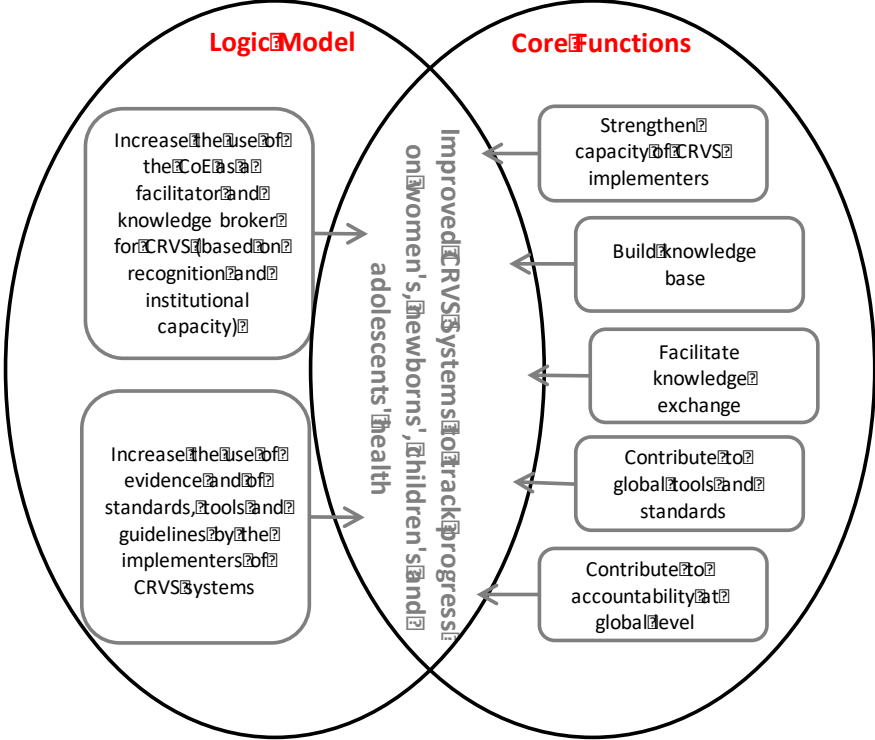 Logic Model
Core Functions
Increase the use of
the CoE as a
facilitator and
knowledge broker
for CRVS (based on
recognition and
institutional
capacity)
Increase the use of
evidence and of
standards, tools and
guidelines by the
implementers of
CRVS systems
Improved CRVS Systems to track progress
on women's, newborns', children's and
adolescents' health
Strengthen
capacity of CRVS
implementers
Build knowledge
base
Facilitate
knowledge
exchange
Contribute to
global tools and
standards
Contribute to
accountability at
global level